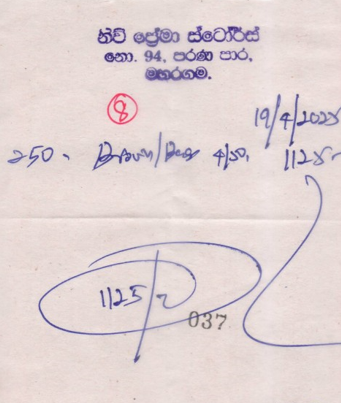 නිව් ප්‍රේමා ස්ටෝර්ස්
නො. 94, පරණ පාර,
මහරගම.
8
19/4/2025
250 - 4/50, 1125/-
1125/=
037